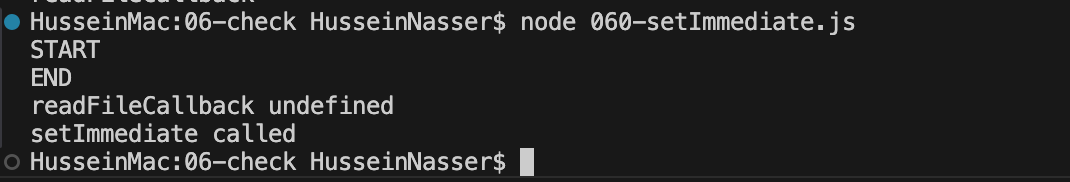 HusseinMac:06-check HusseinNasser$ node 060-setImmediate.js
START
END
readFileCallback undefined
setImmediate called
HusseinMac:06-check HusseinNasser$